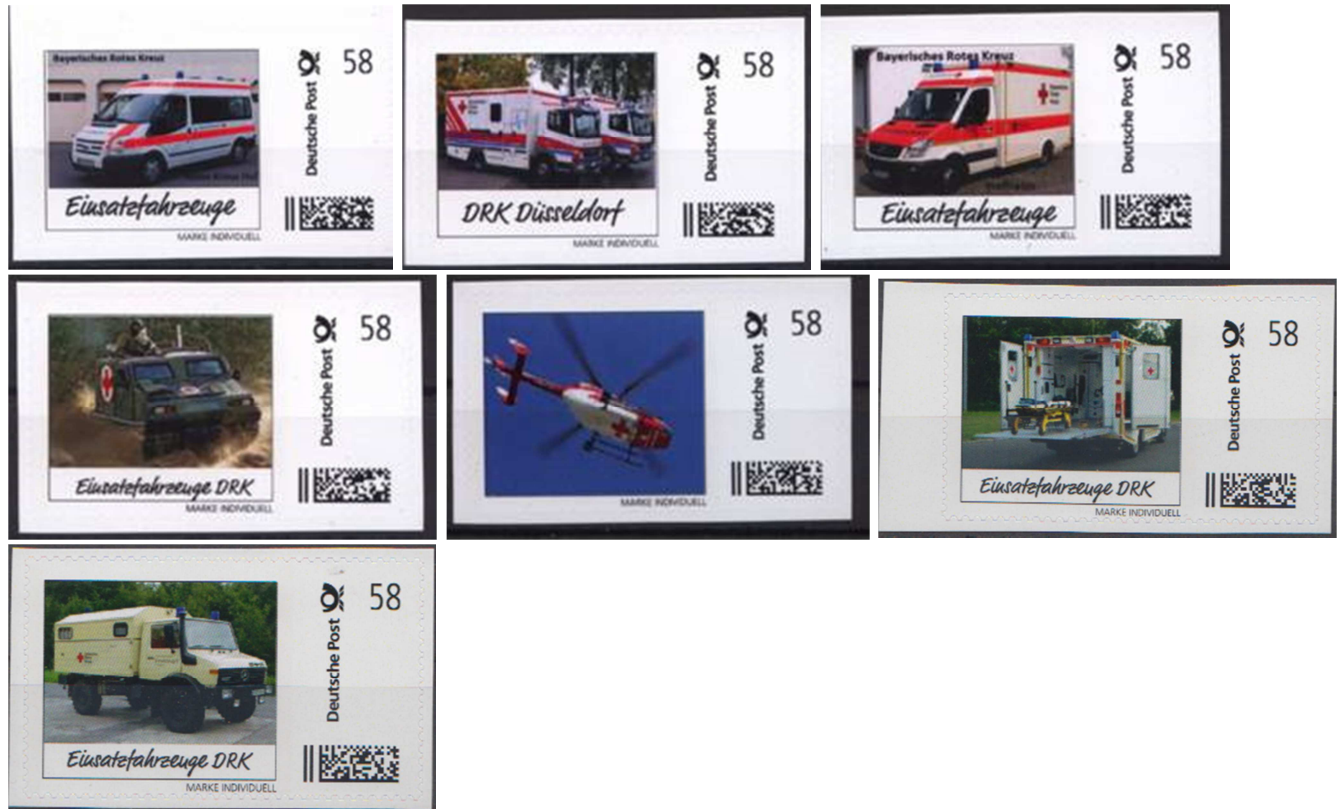 Bayerisches Rotes Kreuz
Einsatzfahrzeuge
MARKE INDIVIDUELL
Deutsche Post
58
DRK Düsseldorf
MARKE INDIVIDUELL
Deutsche Post
58
Bayerisches Rotes Kreuz
Einsatzfahrzeuge
MARKE INDIVIDUELL
Deutsche Post
58
Einsatzfahrzeuge DRK
MARKE INDIVIDUELL
Deutsche Post
58
MARKE INDIVIDUELL
Deutsche Post
58
Einsatzfahrzeuge DRK
MARKE INDIVIDUELL
Deutsche Post
58
Einsatzfahrzeuge DRK
MARKE INDIVIDUELL
Deutsche Post
58